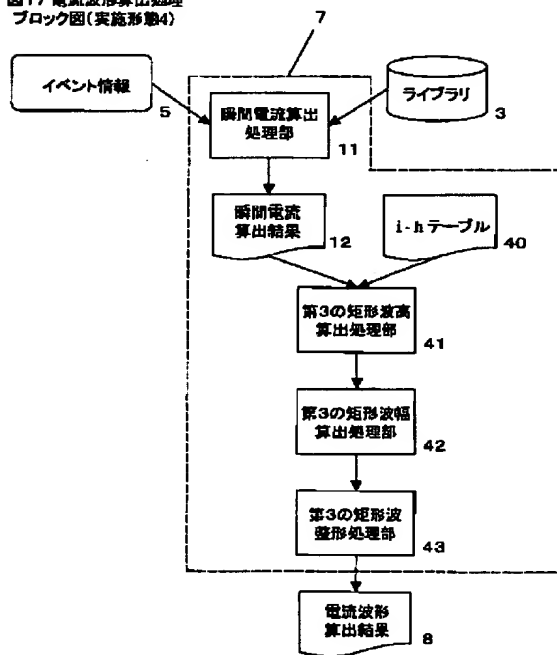 図17 電流波形算出処理
ブロック図(実施形態4)
7
イベント情報
5
瞬間電流算出
処理部
11
ライブラリ
3
瞬間電流
算出結果
12
i-hテーブル
40
第3の矩形波高
算出処理部
41
第3の矩形波幅
算出処理部
42
第3の矩形波
整形処理部
43
電流波形
算出結果
8